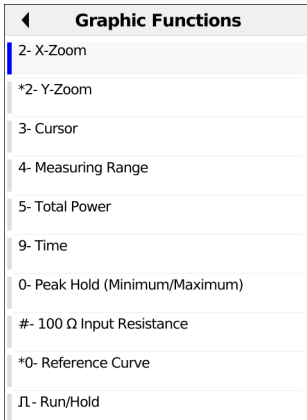 Graphic Functions
2- X-Zoom
*2- Y-Zoom
3- Cursor
4- Measuring Range
5- Total Power
9- Time
0- Peak Hold (Minimum/Maximum)
#- 100 Ω Input Resistance
*0- Reference Curve
⎍- Run/Hold